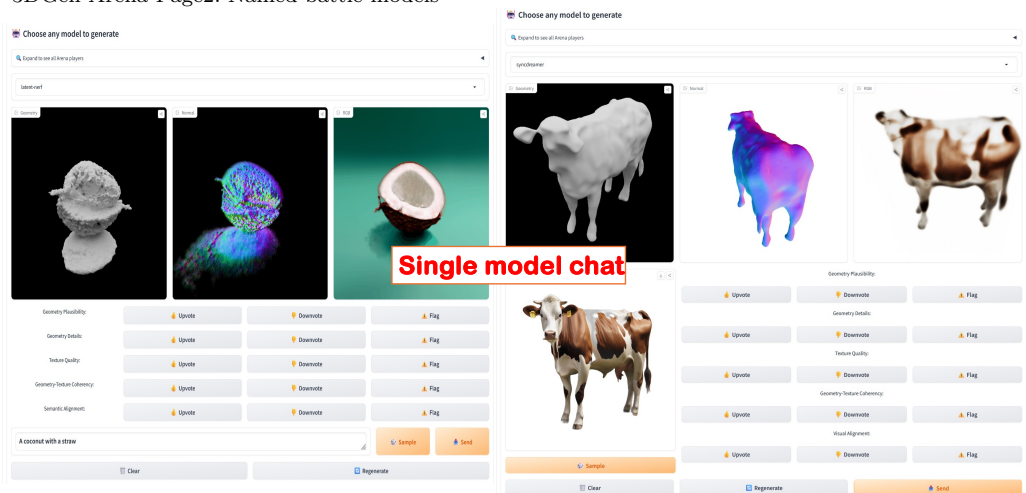 3DGen-Arena Page2: Named battle models
Choose any model to generate
Expand to see all Arena players
latent-nerf
Geometry
Normal
RGB
Geometry Plausibility:
Upvote
Downvote
Flag
Geometry Details:
Upvote
Downvote
Flag
Texture Quality:
Upvote
Downvote
Flag
Geometry-Texture Coherency:
Upvote
Downvote
Flag
Semantic Alignment:
Upvote
Downvote
Flag
A coconut with a straw
Sample
Send
Clear
Regenerate
Single model chat
Choose any model to generate
Expand to see all Arena players
syncdreamer
Geometry
Normal
RGB
Geometry Plausibility:
Upvote
Downvote
Flag
Geometry Details:
Upvote
Downvote
Flag
Texture Quality:
Upvote
Downvote
Flag
Geometry-Texture Coherency:
Upvote
Downvote
Flag
Visual Alignment:
Upvote
Downvote
Flag
Sample
Clear
Regenerate
Send